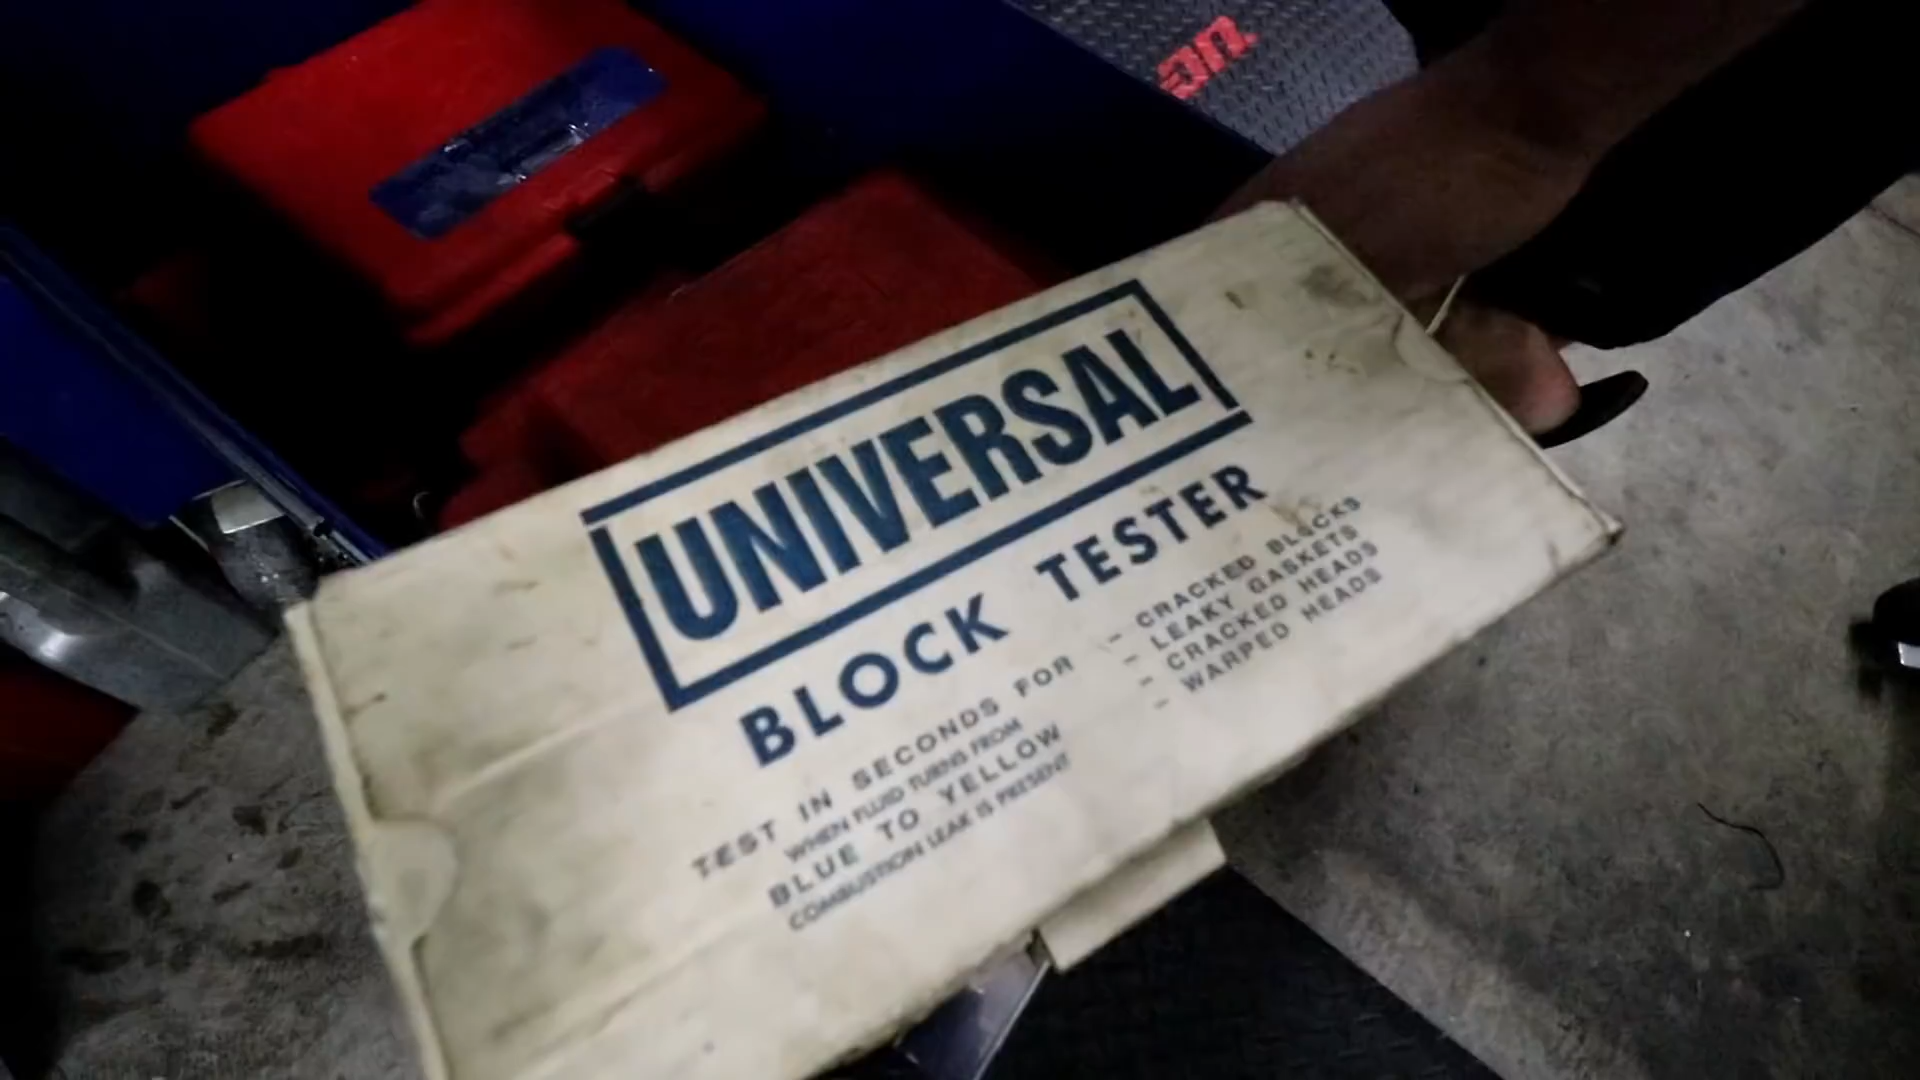 UNIVERSAL
BLOCK TESTER
TEST IN SECONDS FOR
- CRACKED BLOCKS
- LEAKY GASKETS
- CRACKED HEADS
- WARPED HEADS
WHEN FLUID TURNS FROM
BLUE TO YELLOW
COMBUSTION LEAK IS PRESENT